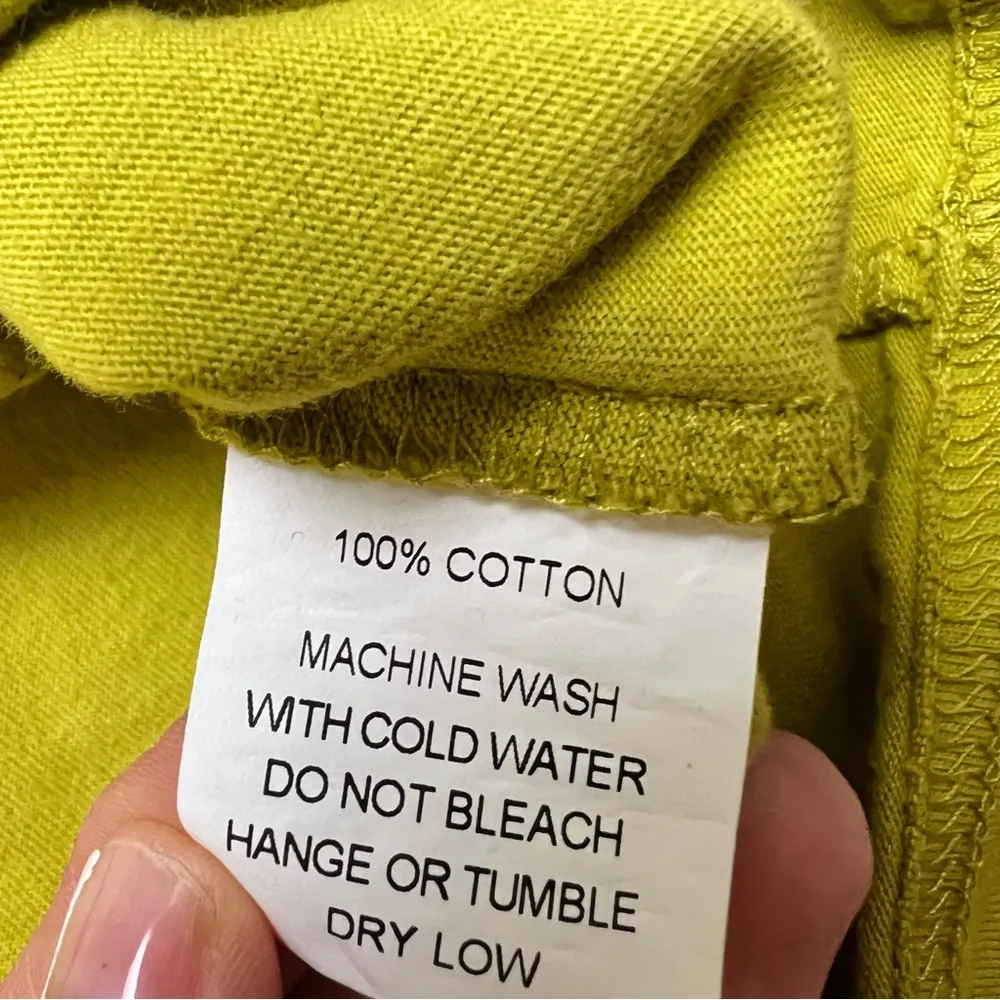 100% COTTON
MACHINE WASH
WITH COLD WATER
DO NOT BLEACH
HANGE OR TUMBLE
DRY LOW